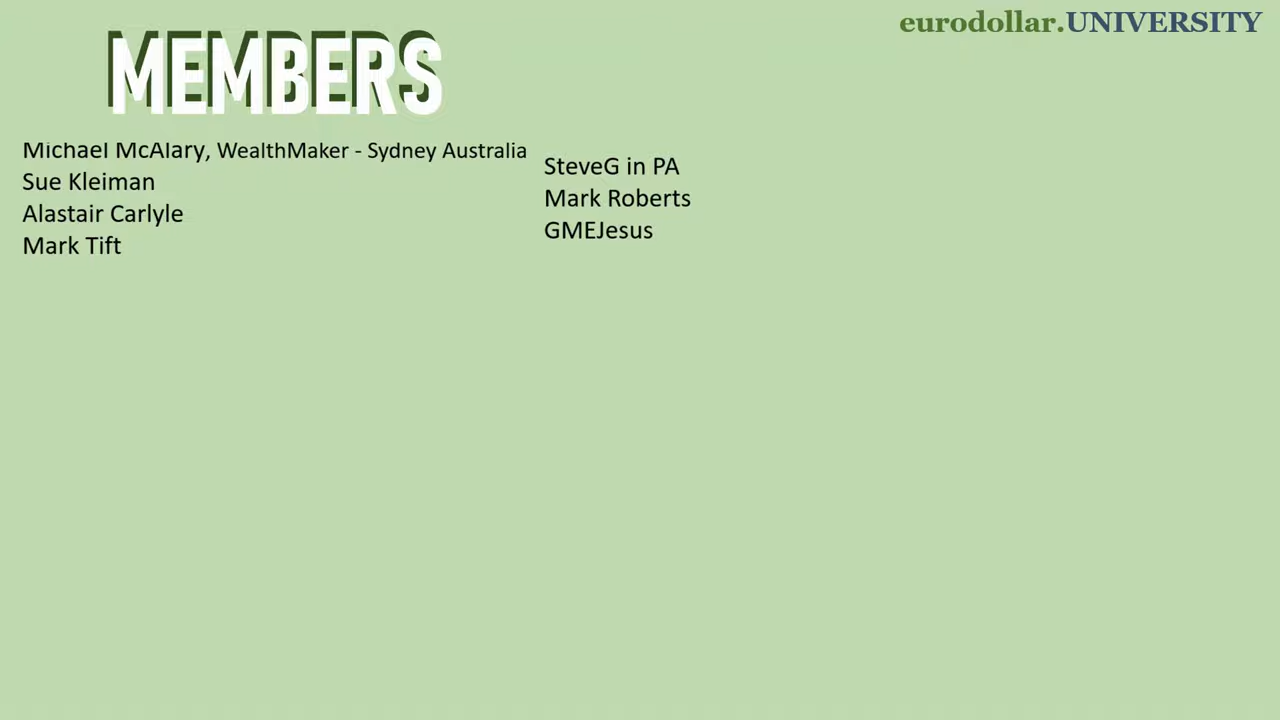 eurodollar.UNIVERSITY
MEMBERS
Michael McAlary, WealthMaker - Sydney Australia
Sue Kleiman
Alastair Carlyle
Mark Tift
SteveG in PA
Mark Roberts
GMEJesus